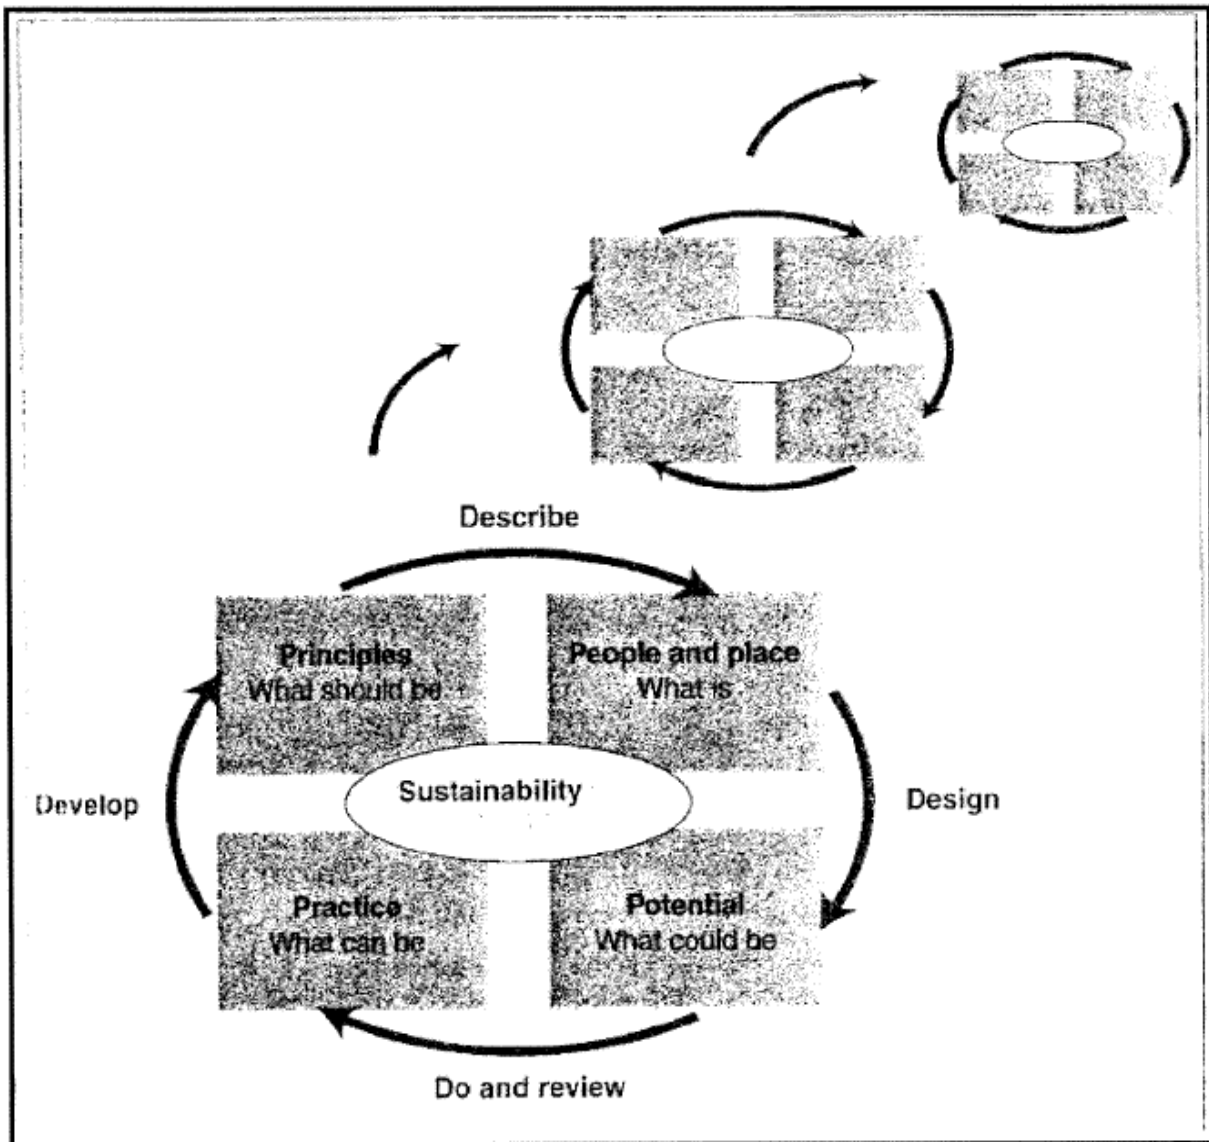 Describe
Principles
What should be
People and place
What is
Sustainability
Develop
Design
Practice
What can be
Potential
What could be
Do and review